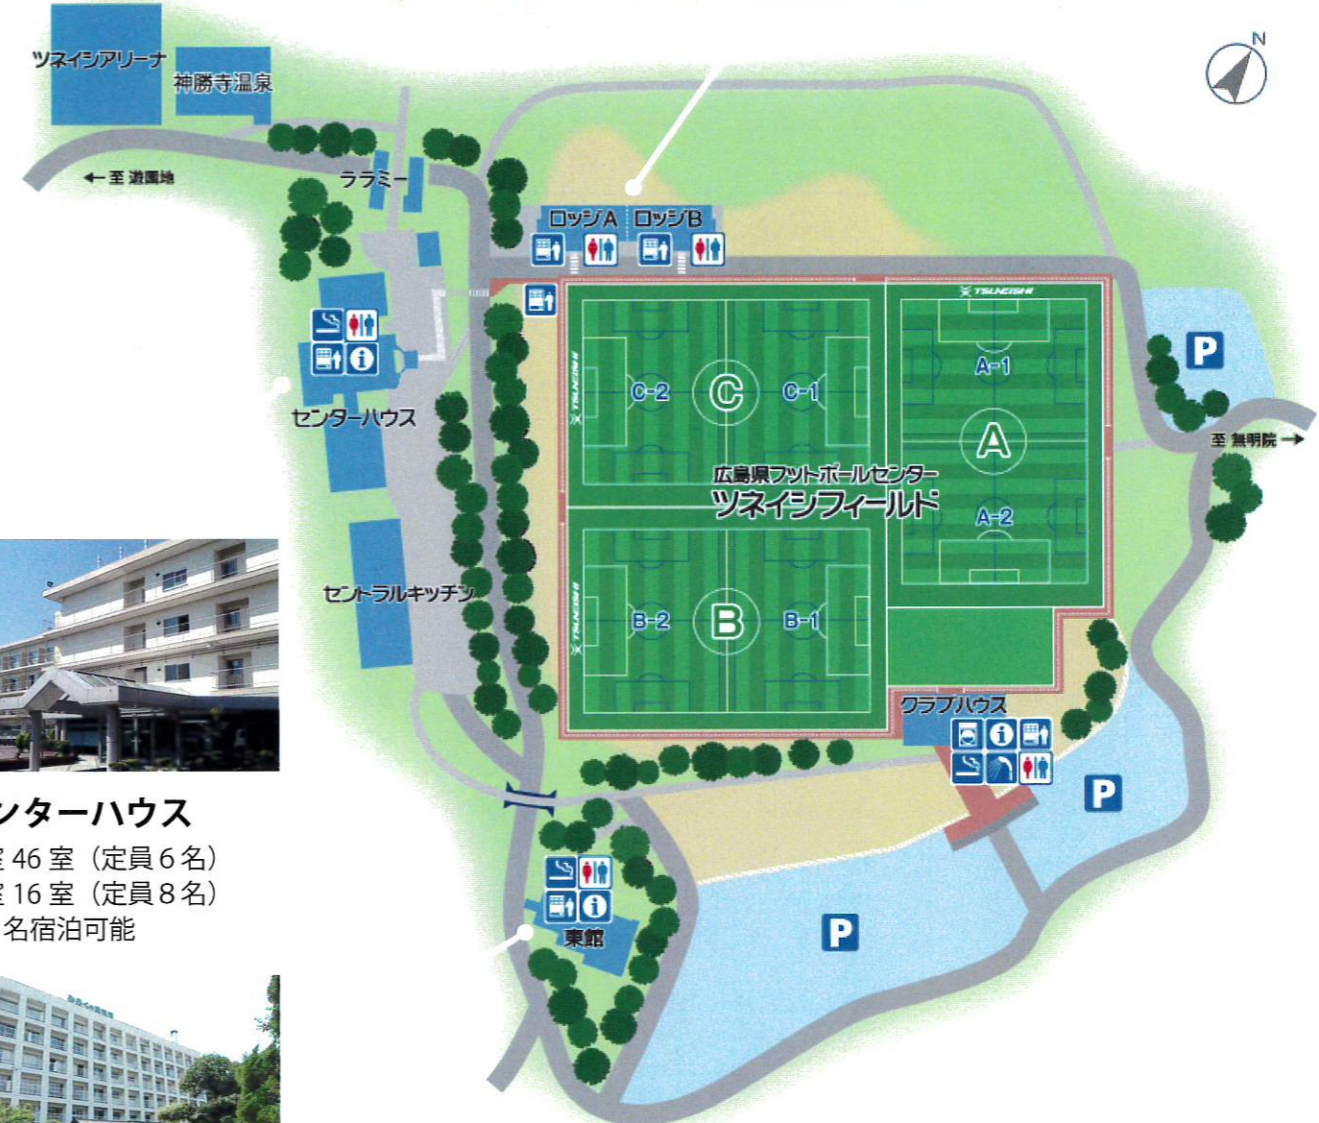 N
ツネイシアリーナ
神勝寺温泉
← 至 遊園地
ララミー
ロッジA
ロッジB
TSUNEISHI
A-1
P
C-2
C
C-1
TSUNEISHI
センターハウス
A
至 無明院 →
広島県フットボールセンター
ツネイシフィールド
A-2
セントラルキッチン
B-2
B
B-1
TSUNEISHI
クラブハウス
P
ンターハウス
室 46 室（定員６名）
室 16 室（定員８名）
名宿泊可能
東館
P